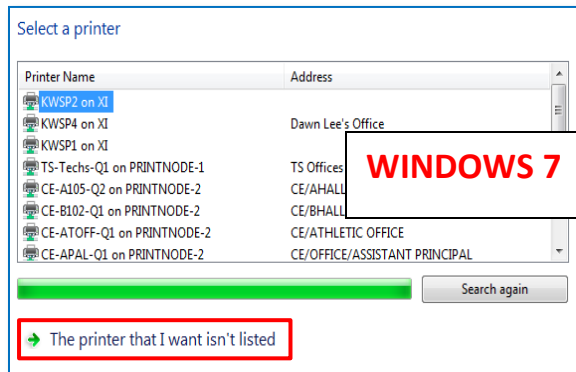 Select a printer
Printer Name Address
KWSP2 on XI
KWSP4 on XI Dawn Lee's Office
KWSP1 on XI
TS-Techs-Q1 on PRINTNODE-1 TS Offices
CE-A105-Q2 on PRINTNODE-2 CE/AHALL
CE-B102-Q1 on PRINTNODE-2 CE/BHALL
CE-ATOFF-Q1 on PRINTNODE-2 CE/ATHLETIC OFFICE
CE-APAL-Q1 on PRINTNODE-2 CE/OFFICE/ASSISTANT PRINCIPAL
WINDOWS 7
Search again
The printer that I want isn't listed